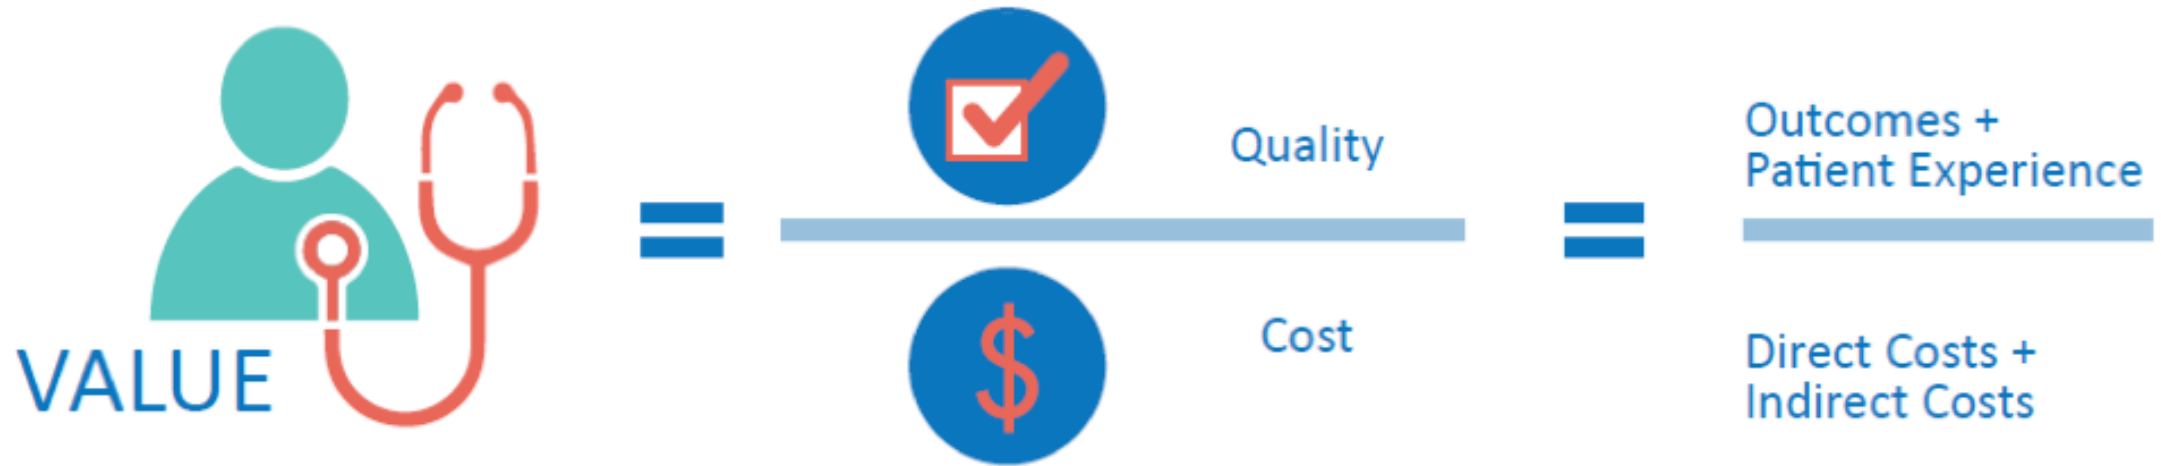 VALUE
=
Quality
Cost
$
=
Outcomes +
Patient Experience
Direct Costs +
Indirect Costs